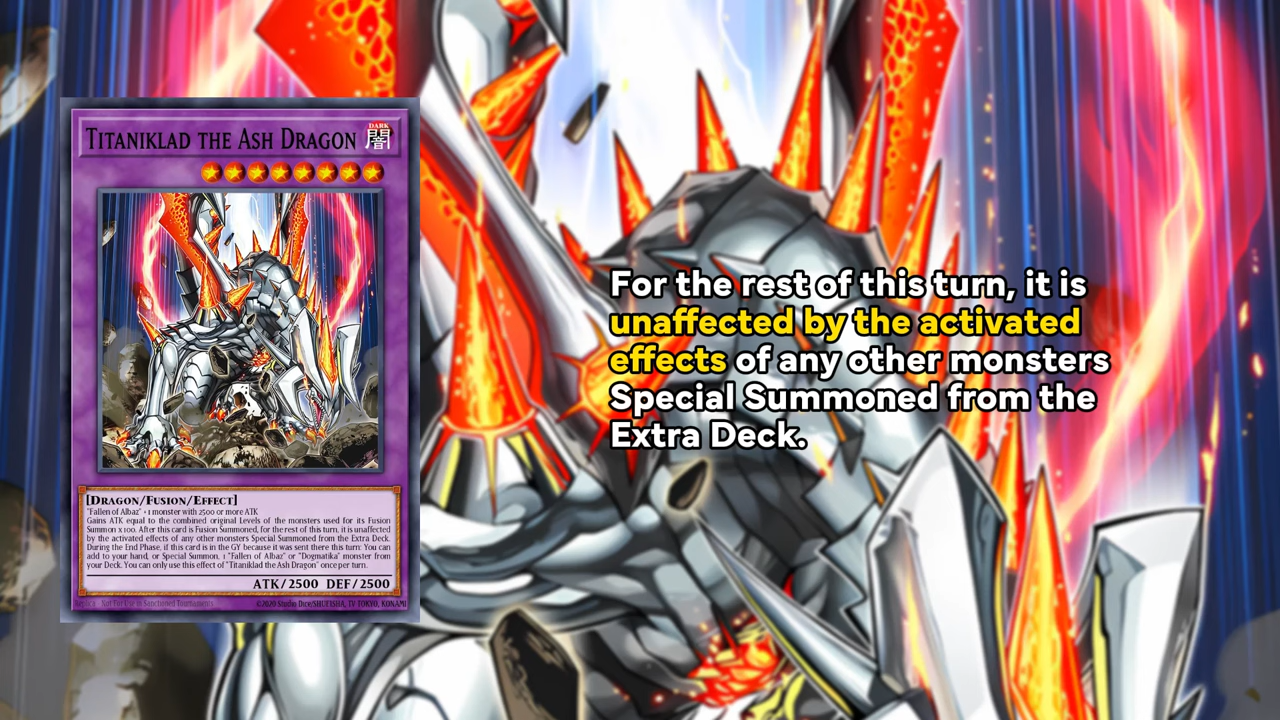 TITANIKLAD THE ASH DRAGON
DARK
闇
[DRAGON/FUSION/EFFECT]
"Fallen of Albaz" + 1 monster with 2500 or more ATK
Gains ATK equal to the combined original Levels of the monsters used for its Fusion
Summon x 100. After this card is Fusion Summoned, for the rest of this turn, it is unaffected
by the activated effects of any other monsters Special Summoned from the Extra Deck.
During the End Phase, if this card is in the GY because it was sent there this turn: You can
add to your hand, or Special Summon, 1 "Fallen of Albaz" or "Dogmatika" monster from
your Deck. You can only use this effect of "Titaniklad the Ash Dragon" once per turn.
ATK/2500 DEF/2500
Replica - Not For Use in Sanctioned Tournaments
©2020 Studio Dice/SHUEISHA, TV TOKYO, KONAMI
For the rest of this turn, it is
unaffected by the activated
effects of any other monsters
Special Summoned from the
Extra Deck.